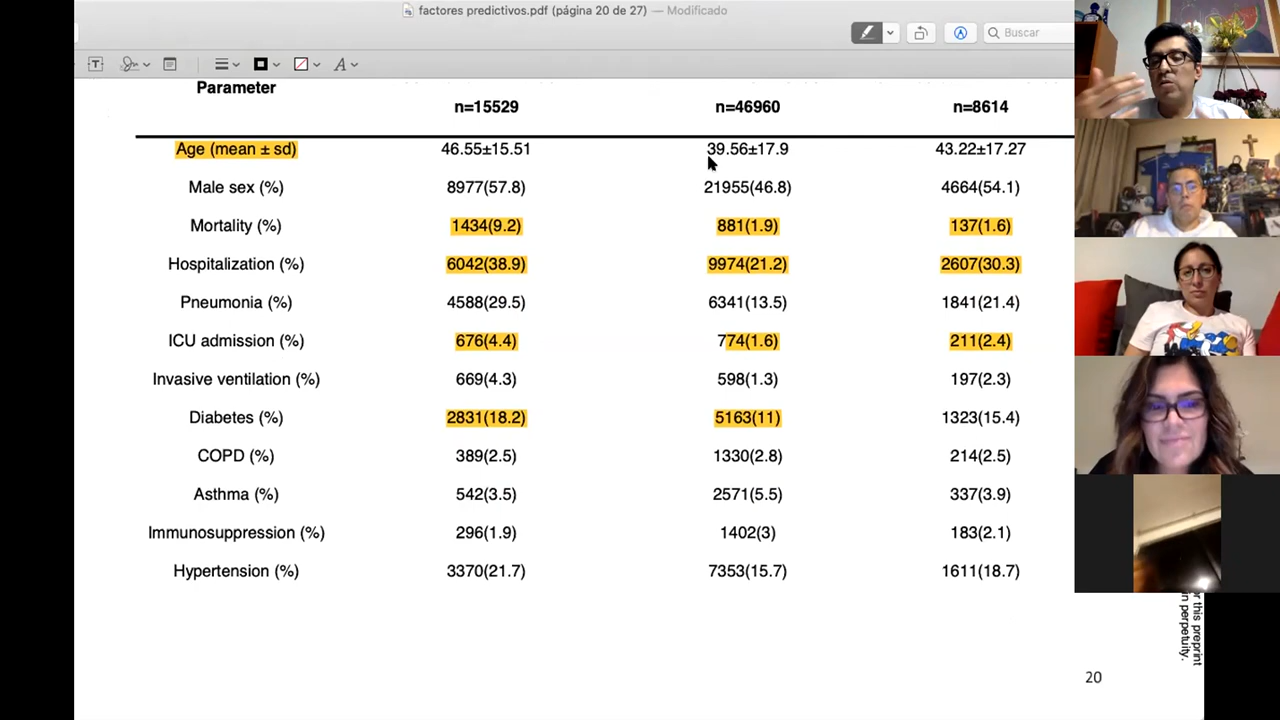 factores predictivos.pdf (página 20 de 27) — Modificado
Buscar
Parameter
n=15529 n=46960 n=8614
Age (mean ± sd) 46.55±15.51 39.56±17.9 43.22±17.27
Male sex (%) 8977(57.8) 21955(46.8) 4664(54.1)
Mortality (%) 1434(9.2) 881(1.9) 137(1.6)
Hospitalization (%) 6042(38.9) 9974(21.2) 2607(30.3)
Pneumonia (%) 4588(29.5) 6341(13.5) 1841(21.4)
ICU admission (%) 676(4.4) 774(1.6) 211(2.4)
Invasive ventilation (%) 669(4.3) 598(1.3) 197(2.3)
Diabetes (%) 2831(18.2) 5163(11) 1323(15.4)
COPD (%) 389(2.5) 1330(2.8) 214(2.5)
Asthma (%) 542(3.5) 2571(5.5) 337(3.9)
Immunosuppression (%) 296(1.9) 1402(3) 183(2.1)
Hypertension (%) 3370(21.7) 7353(15.7) 1611(18.7)
r this preprint
in perpetuity.
20